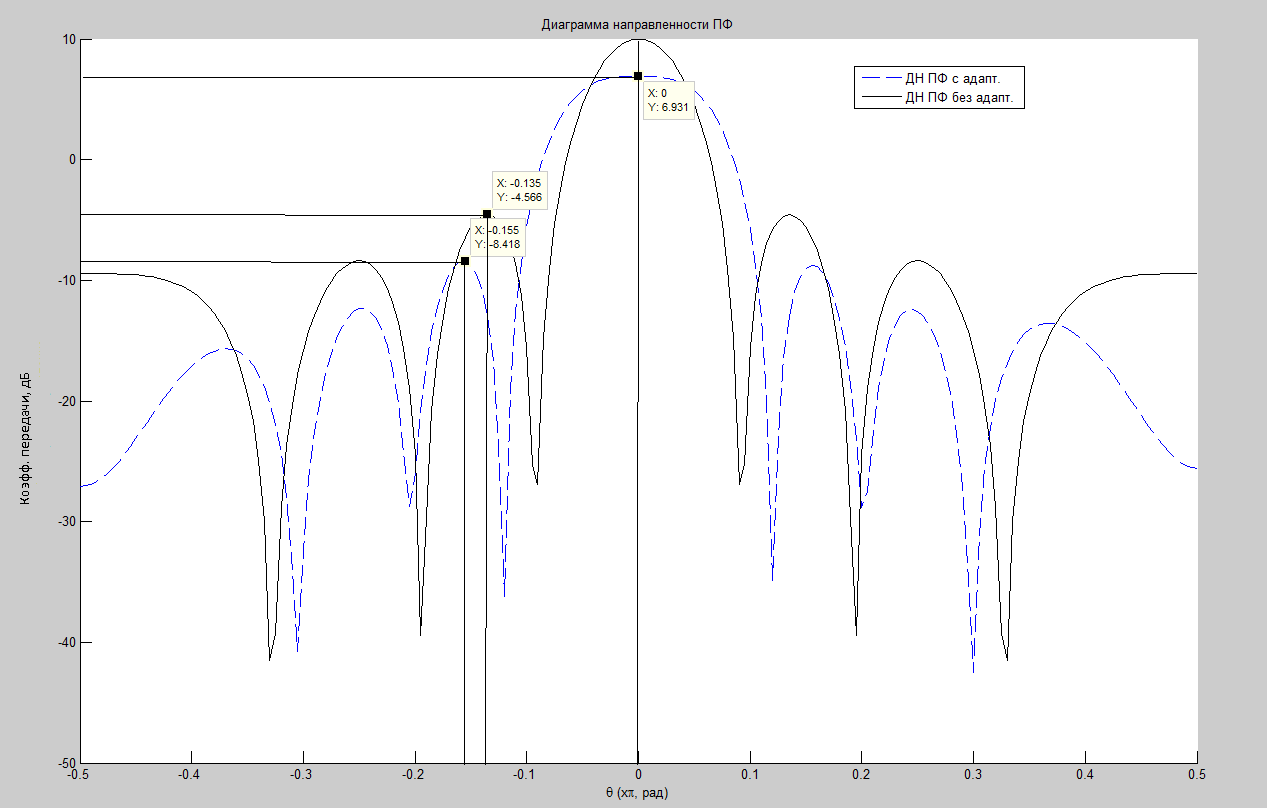 Диаграмма направленности ПФ
10
0
-10
-20
-30
-40
-50
Коэфф. передачи, дБ
ДН ПФ с адапт.
ДН ПФ без адапт.
X: 0
Y: 6.931
X: -0.135
Y: -4.566
X: -0.155
Y: -8.418
-0.5
-0.4
-0.3
-0.2
-0.1
0
0.1
0.2
0.3
0.4
0.5
θ (xπ, рад)